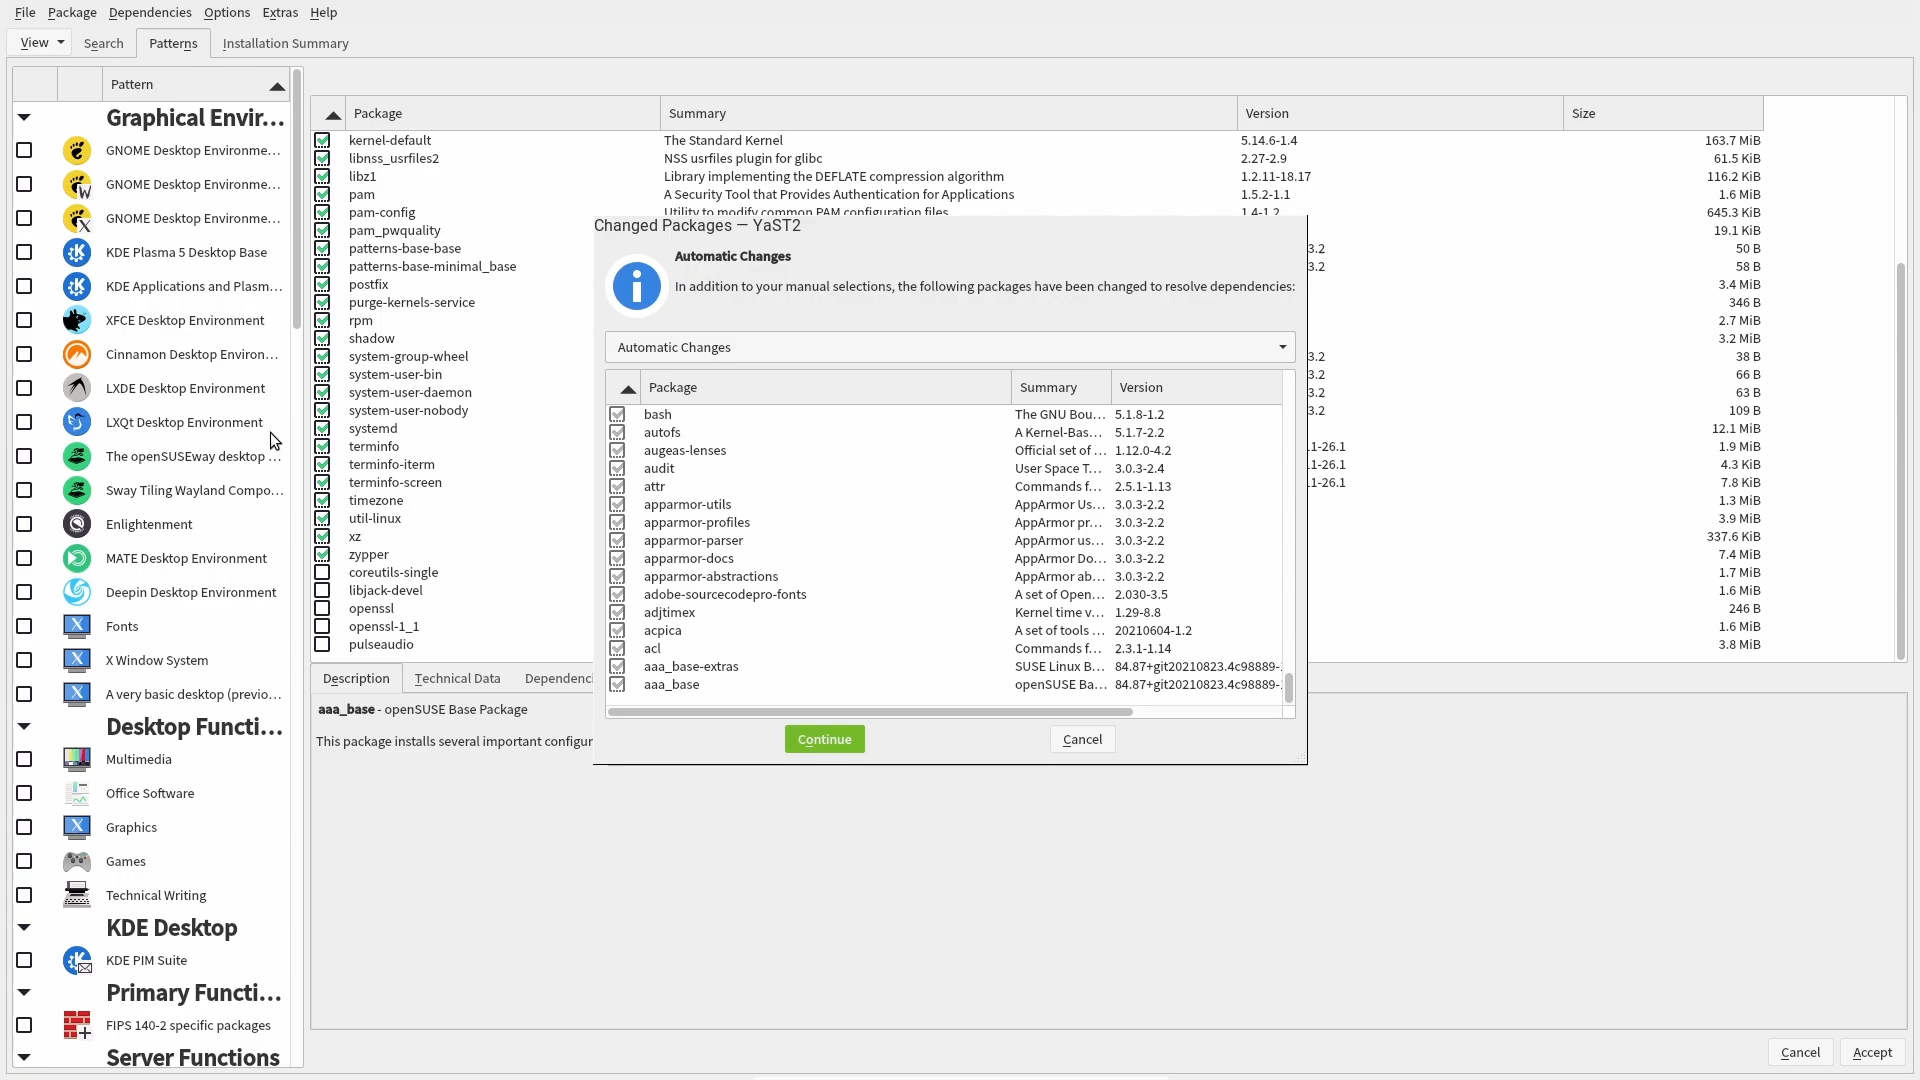 File Package Dependencies Options Extras Help
View Search Patterns Installation Summary
Pattern
Graphical Envir...
GNOME Desktop Environme...
GNOME Desktop Environme...
GNOME Desktop Environme...
KDE Plasma 5 Desktop Base
KDE Applications and Plasm...
XFCE Desktop Environment
Cinnamon Desktop Environ...
LXDE Desktop Environment
LXQt Desktop Environment
The openSUSEway desktop ...
Sway Tiling Wayland Compo...
Enlightenment
MATE Desktop Environment
Deepin Desktop Environment
Fonts
X Window System
A very basic desktop (previo...
Desktop Functi...
Multimedia
Office Software
Graphics
Games
Technical Writing
KDE Desktop
KDE PIM Suite
Primary Functi...
FIPS 140-2 specific packages
Server Functions
Package Summary Version Size
kernel-default The Standard Kernel 5.14.6-1.4 163.7 MiB
libnss_usrfiles2 NSS usrfiles plugin for glibc 2.27-2.9 61.5 KiB
libz1 Library implementing the DEFLATE compression algorithm 1.2.11-18.17 116.2 KiB
pam A Security Tool that Provides Authentication for Applications 1.5.2-1.1 1.6 MiB
pam-config Utility to modify common PAM configuration files 1.4-1.2 645.3 KiB
pam_pwquality 19.1 KiB
patterns-base-base 3.2 50 B
patterns-base-minimal_base 3.2 58 B
postfix 3.4 MiB
purge-kernels-service 346 B
rpm 2.7 MiB
shadow 3.2 MiB
system-group-wheel 3.2 38 B
system-user-bin 3.2 66 B
system-user-daemon 3.2 63 B
system-user-nobody 3.2 109 B
systemd 12.1 MiB
terminfo 1-26.1 1.9 MiB
terminfo-iterm 1-26.1 4.3 KiB
terminfo-screen 1-26.1 7.8 KiB
timezone 1.3 MiB
util-linux 3.9 MiB
xz 337.6 KiB
zypper 7.4 MiB
coreutils-single 1.7 MiB
libjack-devel 1.6 MiB
openssl 246 B
openssl-1_1 1.6 MiB
pulseaudio 3.8 MiB
Description Technical Data Dependenci
aaa_base - openSUSE Base Package
This package installs several important configur
Changed Packages — YaST2
Automatic Changes
In addition to your manual selections, the following packages have been changed to resolve dependencies:
Automatic Changes
Package Summary Version
bash The GNU Bou... 5.1.8-1.2
autofs A Kernel-Bas... 5.1.7-2.2
augeas-lenses Official set of ... 1.12.0-4.2
audit User Space T... 3.0.3-2.4
attr Commands f... 2.5.1-1.13
apparmor-utils AppArmor Us... 3.0.3-2.2
apparmor-profiles AppArmor pr... 3.0.3-2.2
apparmor-parser AppArmor us... 3.0.3-2.2
apparmor-docs AppArmor Do... 3.0.3-2.2
apparmor-abstractions AppArmor ab... 3.0.3-2.2
adobe-sourcecodepro-fonts A set of Open... 2.030-3.5
adjtimex Kernel time v... 1.29-8.8
acpica A set of tools ... 20210604-1.2
acl Commands f... 2.3.1-1.14
aaa_base-extras SUSE Linux B... 84.87+git20210823.4c98889-
aaa_base openSUSE Ba... 84.87+git20210823.4c98889-
Continue Cancel
Cancel Accept